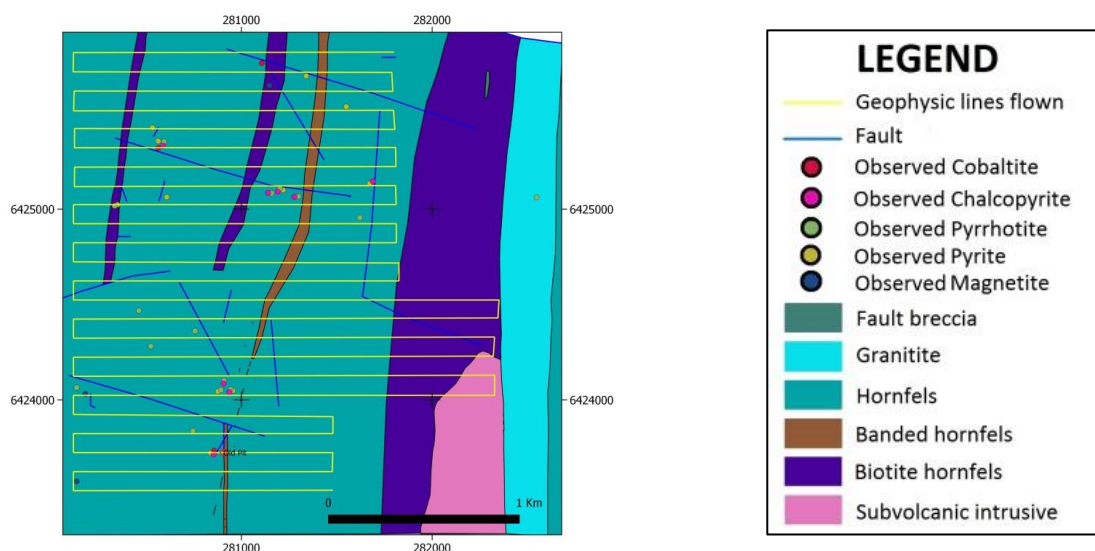 281000
282000
6425000
6425000
6424000
6424000
Old Pit
0
1 Km
281000
282000
LEGEND
Geophysic lines flown
Fault
Observed Cobaltite
Observed Chalcopyrite
Observed Pyrrhotite
Observed Pyrite
Observed Magnetite
Fault breccia
Granitite
Hornfels
Banded hornfels
Biotite hornfels
Subvolcanic intrusive